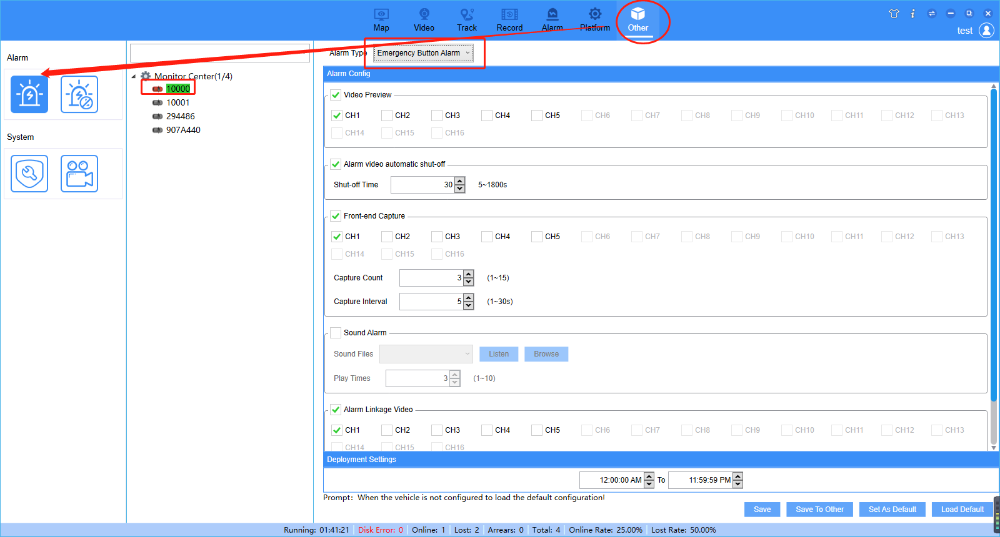 Map Video Track Record Alarm Platform Other
test
Alarm
Alarm Type Emergency Button Alarm
Alarm Config
Monitor Center(1/4)
10000
10001
294486
907A440
System
Video Preview
CH1 CH2 CH3 CH4 CH5 CH6 CH7 CH8 CH9 CH10 CH11 CH12 CH13
CH14 CH15 CH16
Alarm video automatic shut-off
Shut-off Time 30 5~1800s
Front-end Capture
CH1 CH2 CH3 CH4 CH5 CH6 CH7 CH8 CH9 CH10 CH11 CH12 CH13
CH14 CH15 CH16
Capture Count 3 (1~15)
Capture Interval 5 (1~30s)
Sound Alarm
Sound Files Listen Browse
Play Times 3 (1~10)
Alarm Linkage Video
CH1 CH2 CH3 CH4 CH5 CH6 CH7 CH8 CH9 CH10 CH11 CH12 CH13
CH14 CH15 CH16
Deployment Settings
12:00:00 AM To 11:59:59 PM
Prompt: When the vehicle is not configured to load the default configuration!
Save Save To Other Set As Default Load Default
Running: 01:41:21 Disk Error: 0 Online: 1 Lost: 2 Arrears: 0 Total: 4 Online Rate: 25.00% Lost Rate: 50.00%